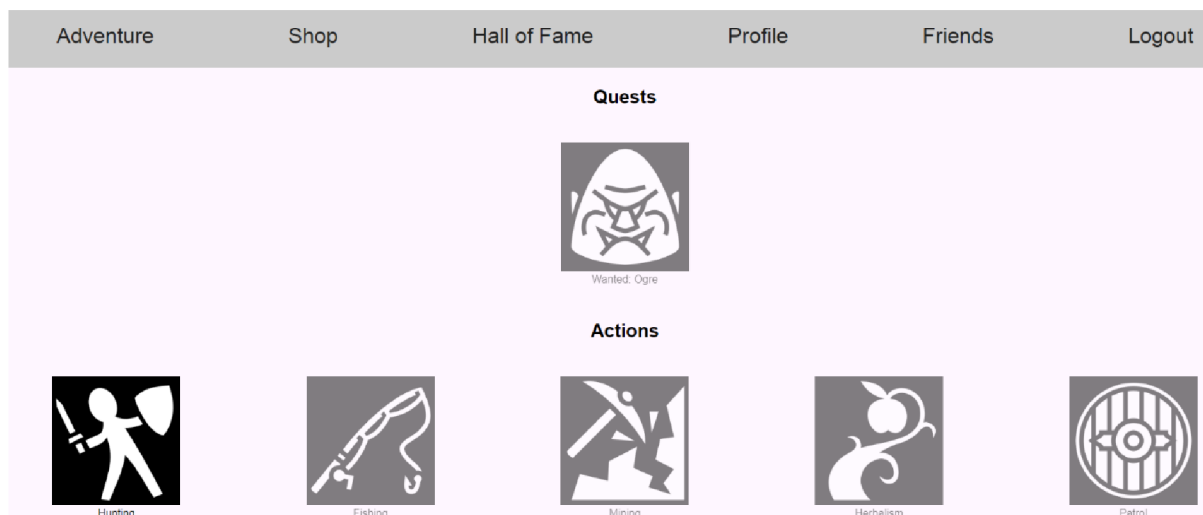 Adventure Shop Hall of Fame Profile Friends Logout
Quests
Wanted: Ogre
Actions
Hunting Fishing Mining Herbalism Patrol